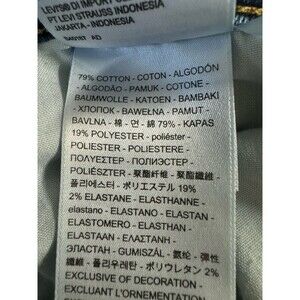 LEVI'S® DI IMPORT
PT LEVI STRAUSS INDONESIA
JAKARTA - INDONESIA
AD
79% COTTON - COTON - ALGODÓN
- ALGODÃO - PAMUK - COTONE -
BAUMWOLLE - KATOEN - BAMBAKI
- ХЛОПОК - BAWEŁNA - PAMUT -
BAVLNA - 棉 - 면 - 綿 79% - KAPAS
19% POLYESTER - poliéster -
POLIESTER - POLIESTERE -
ПОЛУЕΣΤΕР - ПОЛИЭСТЕР -
POLIÉSZTER - 聚酯纤维 - 聚酯纖維 -
폴리에스터 - ポリエステル 19%
2% ELASTANE - ELASTHANNE -
elastano - ELASTANO - ELASTAN -
ELASTOMERO - ELASTHAN -
ELASTAAN - ΕΛΑΣΤΑΝΗ -
ЭЛАСТАН - GUMISZÁL - 氨纶 - 彈性
纖維 - 폴리우레탄 - ポリウレタン 2%
EXCLUSIVE OF DECORATION -
EXCLUANT L'ORNEMENTATION